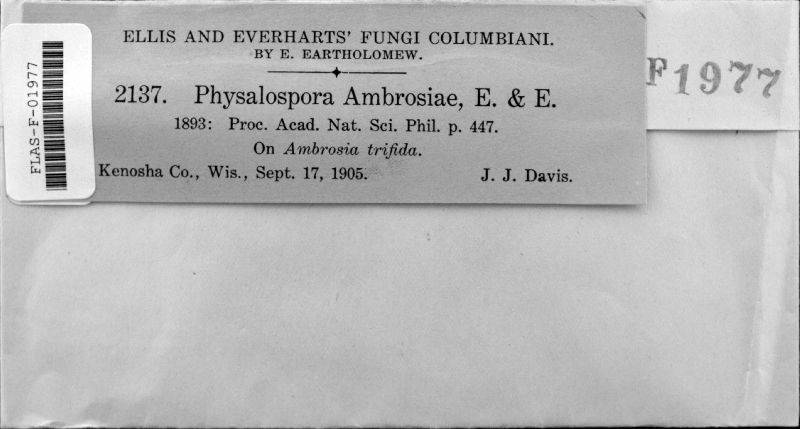 ELLIS AND EVERHARTS' FUNGI COLUMBIANI.
BY E. EARTHOLOMEW.
2137. Physalospora Ambrosiae, E. & E.
1893: Proc. Acad. Nat. Sci. Phil. p. 447.
On Ambrosia trifida.
Kenosha Co., Wis., Sept. 17, 1905. J. J. Davis.
FLAS-F-01977
F1977